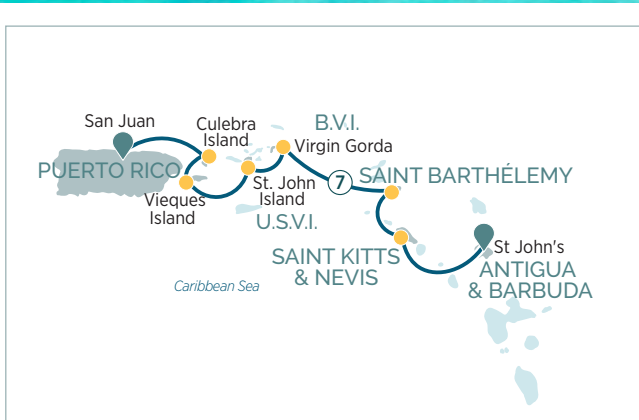 San Juan
Culebra
Island
B.V.I.
Virgin Gorda
PUERTO RICO
Vieques
Island
St. John
Island
U.S.V.I.
7
SAINT BARTHÉLEMY
SAINT KITTS
& NEVIS
St John's
ANTIGUA
& BARBUDA
Caribbean Sea